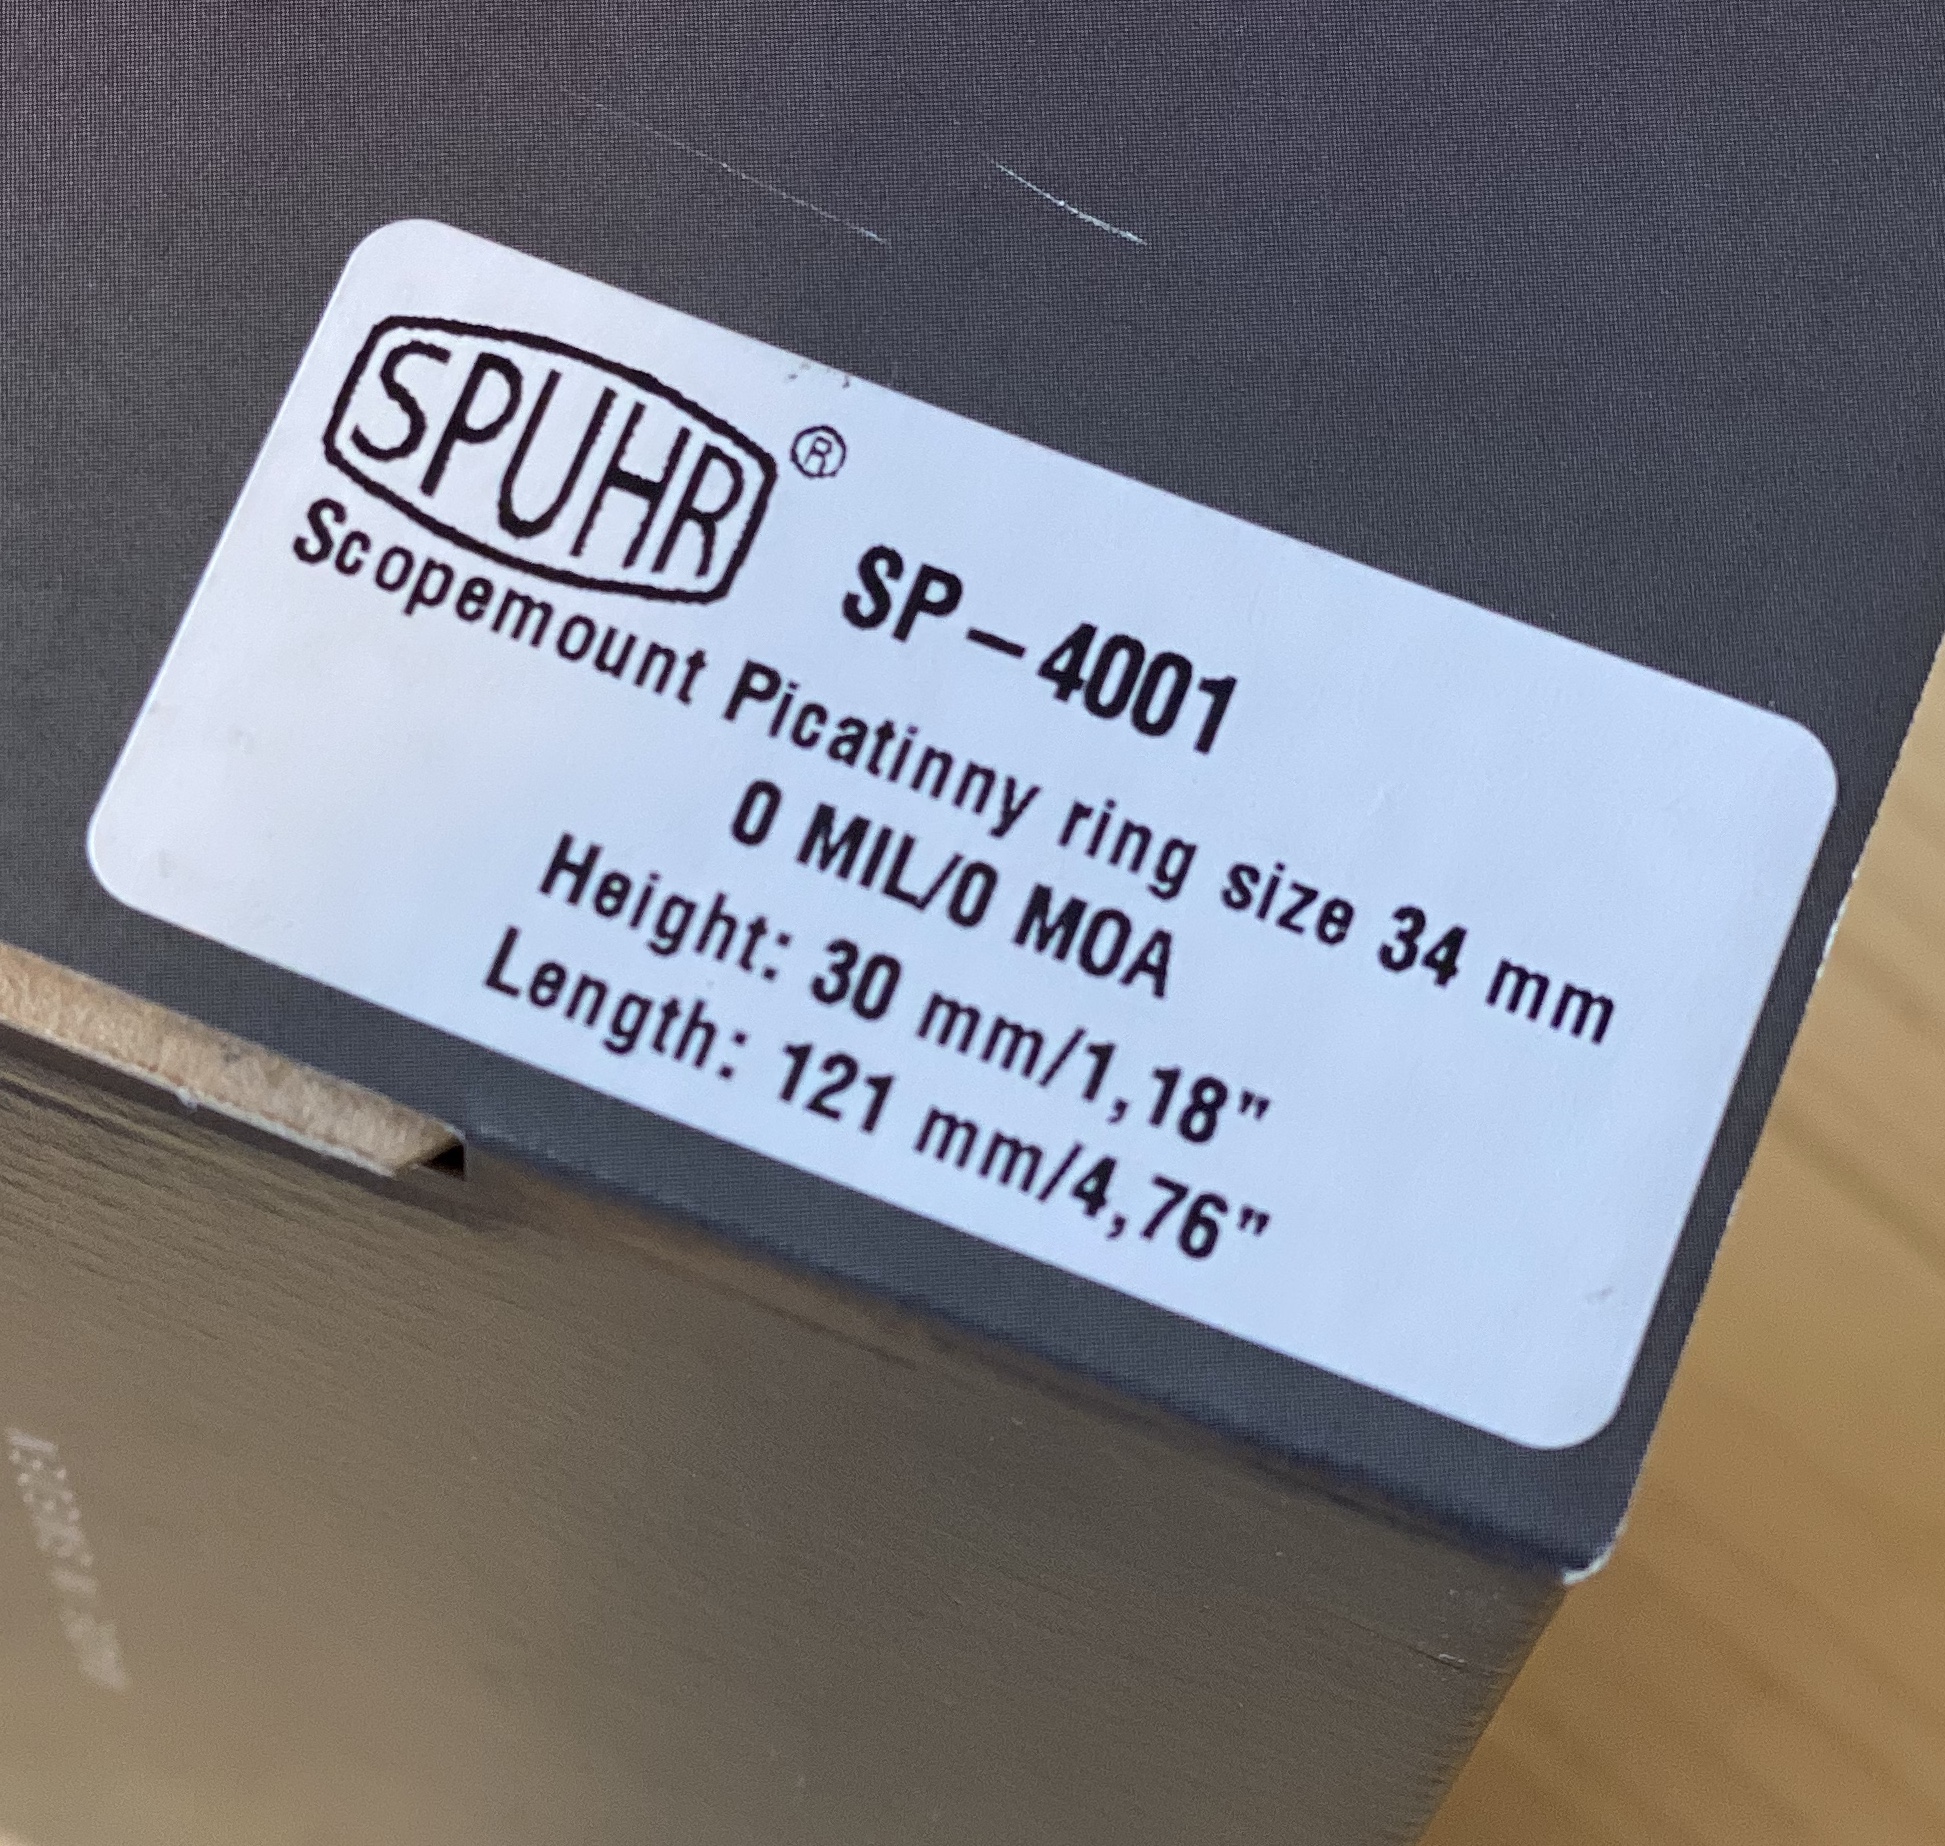 SPUHR®
SP-4001
Scopemount Picatinny ring size 34 mm
0 MIL/0 MOA
Height: 30 mm/1,18"
Length: 121 mm/4,76"